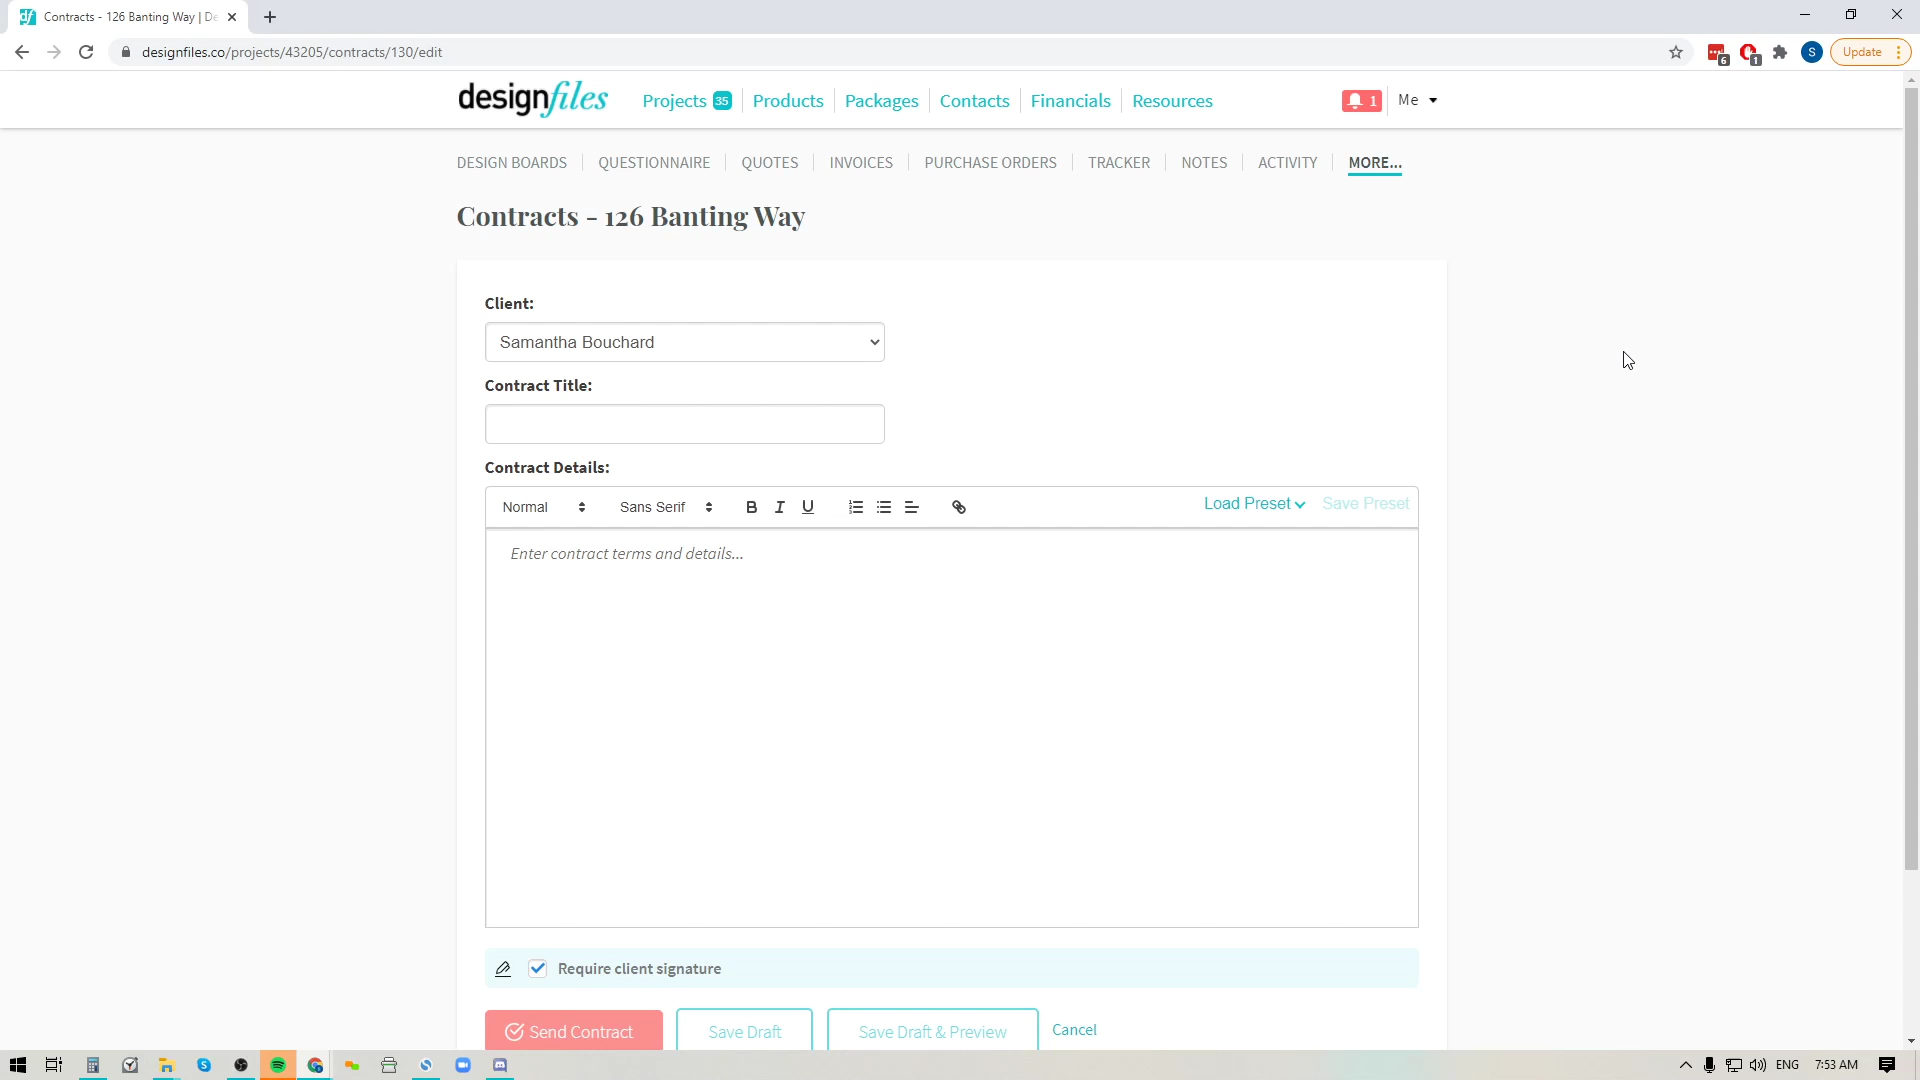 Contracts - 126 Banting Way | De
designfiles.co/projects/43205/contracts/130/edit
6
1
S
Update
designfiles
Projects 35
Products
Packages
Contacts
Financials
Resources
1
Me
DESIGN BOARDS
QUESTIONNAIRE
QUOTES
INVOICES
PURCHASE ORDERS
TRACKER
NOTES
ACTIVITY
MORE...
Contracts - 126 Banting Way
Client:
Samantha Bouchard
Contract Title:
Contract Details:
Normal
Sans Serif
B I U
Load Preset
Save Preset
Enter contract terms and details...
Require client signature
Send Contract
Save Draft
Save Draft & Preview
Cancel
ENG
7:53 AM